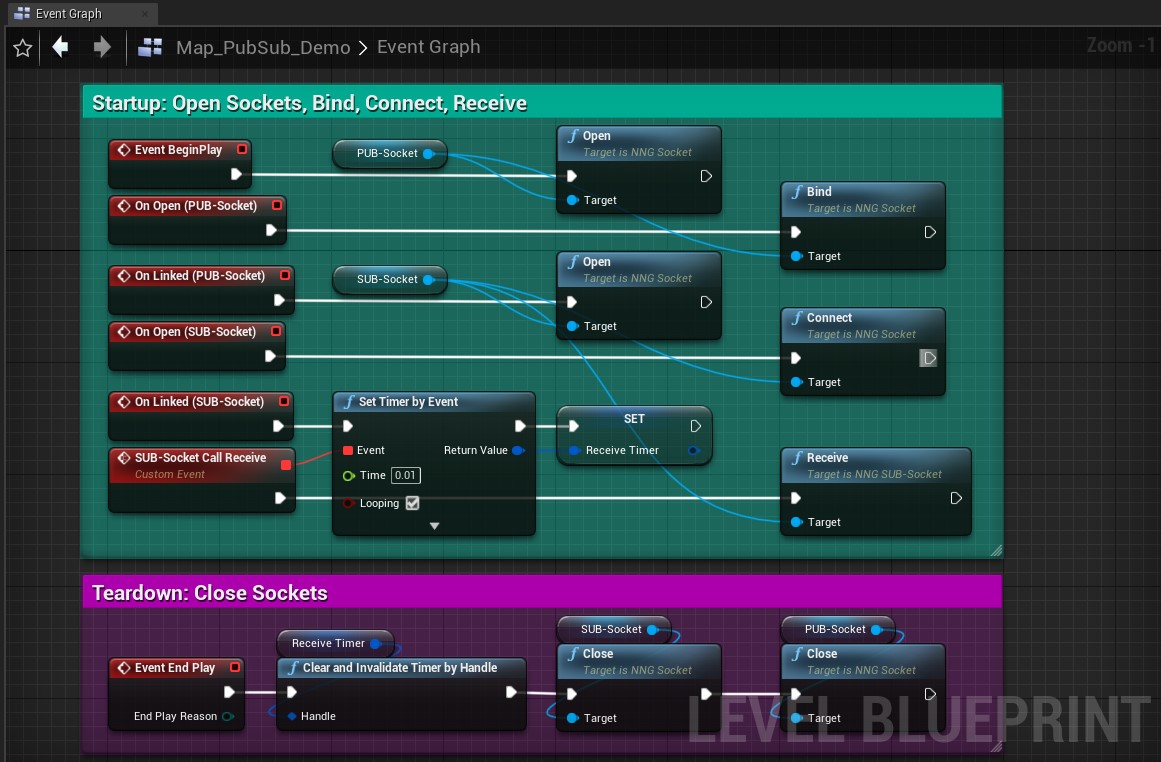 Event Graph
Map_PubSub_Demo > Event Graph
Zoom -1
Startup: Open Sockets, Bind, Connect, Receive
Event BeginPlay
PUB-Socket
Open
Target is NNG Socket
Target
On Open (PUB-Socket)
Bind
Target is NNG Socket
Target
On Linked (PUB-Socket)
SUB-Socket
Open
Target is NNG Socket
Target
On Open (SUB-Socket)
Connect
Target is NNG Socket
Target
On Linked (SUB-Socket)
Set Timer by Event
Event
Return Value
Time 0.01
Looping
SET
Receive Timer
SUB-Socket Call Receive
Custom Event
Receive
Target is NNG SUB-Socket
Target
Teardown: Close Sockets
Event End Play
End Play Reason
Receive Timer
Clear and Invalidate Timer by Handle
Handle
SUB-Socket
Close
Target is NNG Socket
Target
PUB-Socket
Close
Target is NNG Socket
Target
LEVEL BLUEPRINT